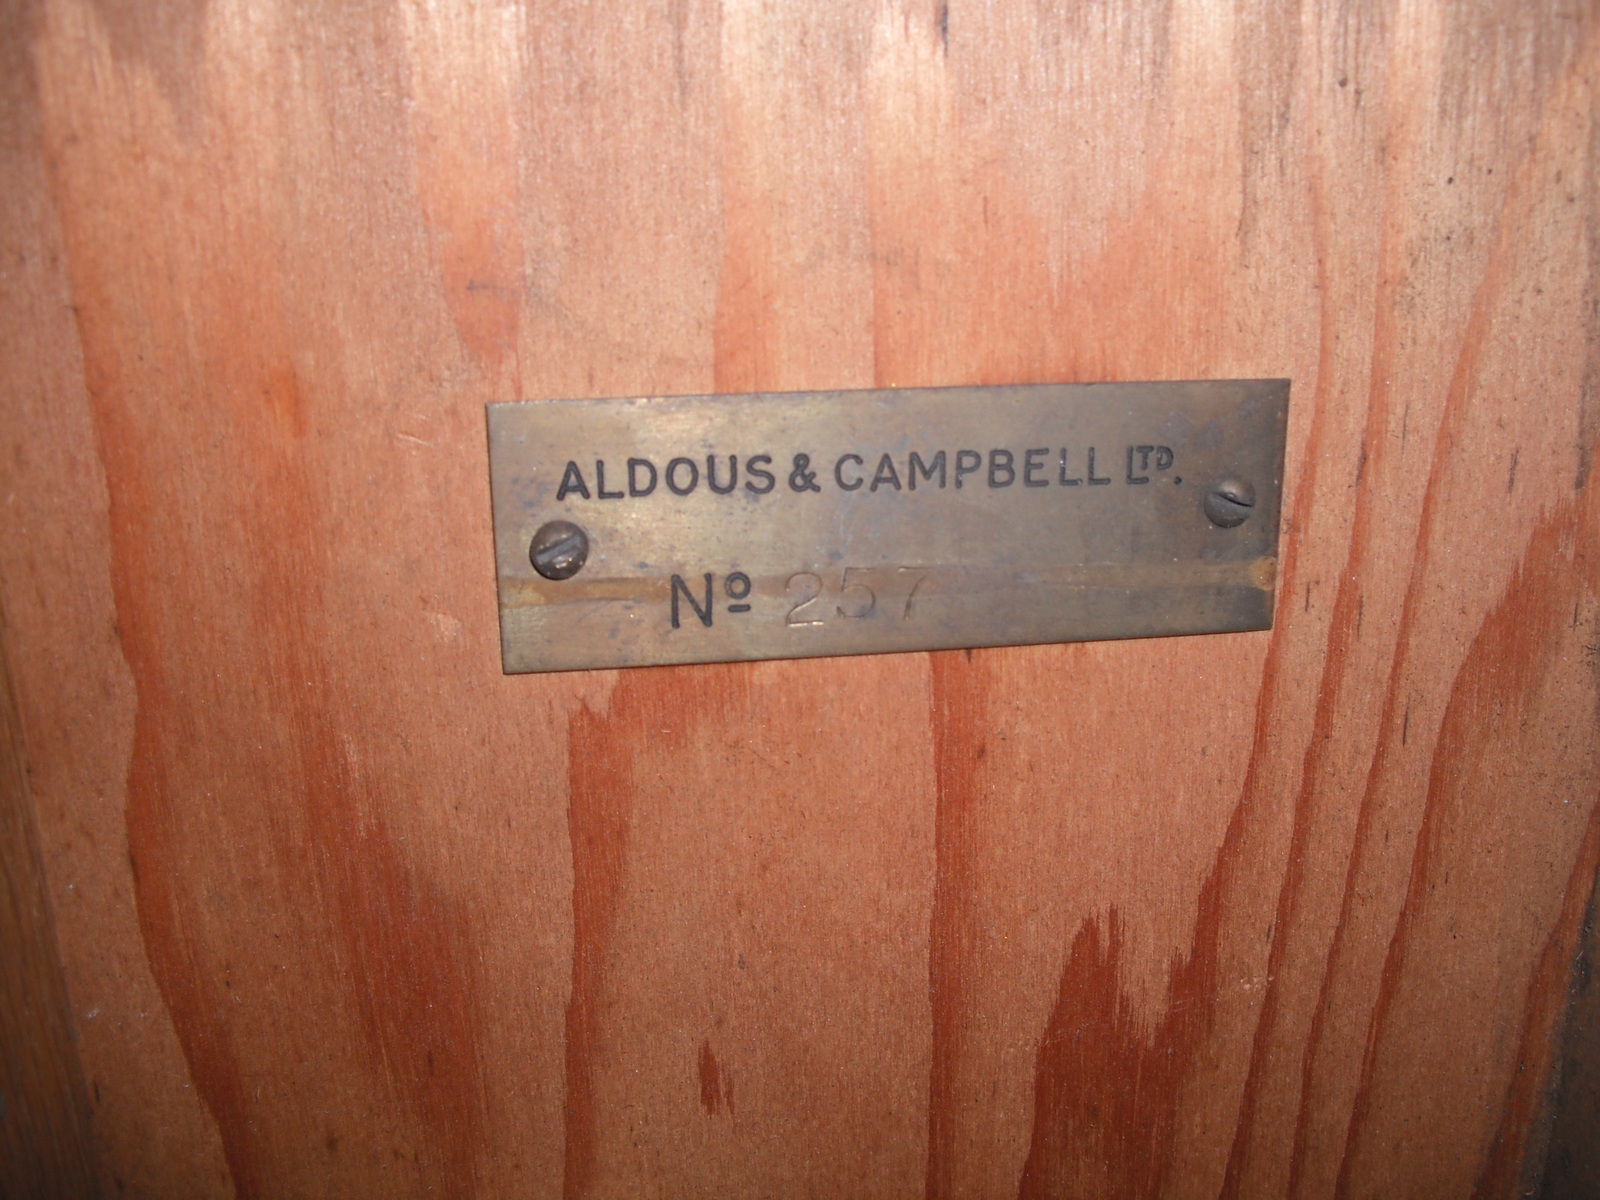 ALDOUS & CAMPBELL LTD.
Nº 257